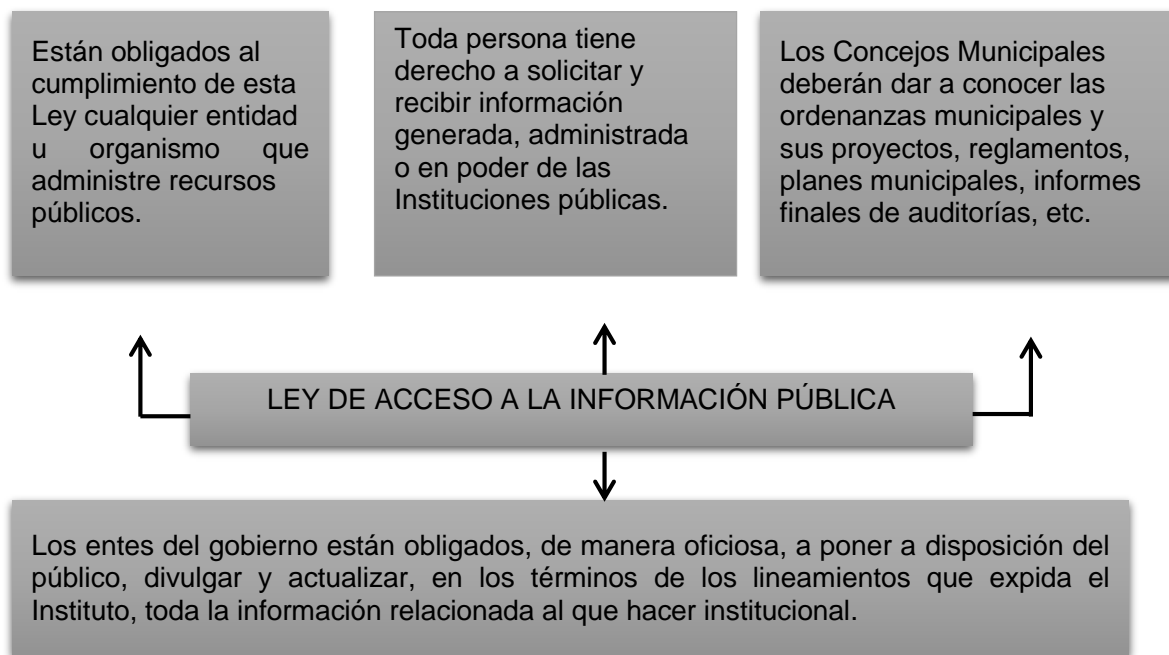 Están obligados al
cumplimiento de esta
Ley cualquier entidad
u organismo que
administre recursos
públicos.
Toda persona tiene
derecho a solicitar y
recibir información
generada, administrada
o en poder de las
Instituciones públicas.
Los Concejos Municipales
deberán dar a conocer las
ordenanzas municipales y
sus proyectos, reglamentos,
planes municipales, informes
finales de auditorías, etc.
LEY DE ACCESO A LA INFORMACIÓN PÚBLICA
Los entes del gobierno están obligados, de manera oficiosa, a poner a disposición del
público, divulgar y actualizar, en los términos de los lineamientos que expida el
Instituto, toda la información relacionada al que hacer institucional.